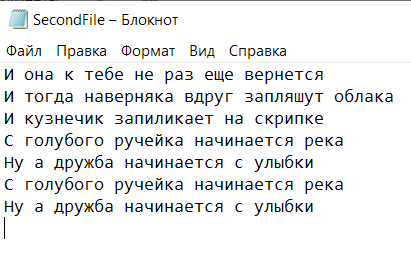 SecondFile – Блокнот
Файл Правка Формат Вид Справка
И она к тебе не раз еще вернется
И тогда наверняка вдруг запляшут облака
И кузнечик запиликает на скрипке
С голубого ручейка начинается река
Ну а дружба начинается с улыбки
С голубого ручейка начинается река
Ну а дружба начинается с улыбки